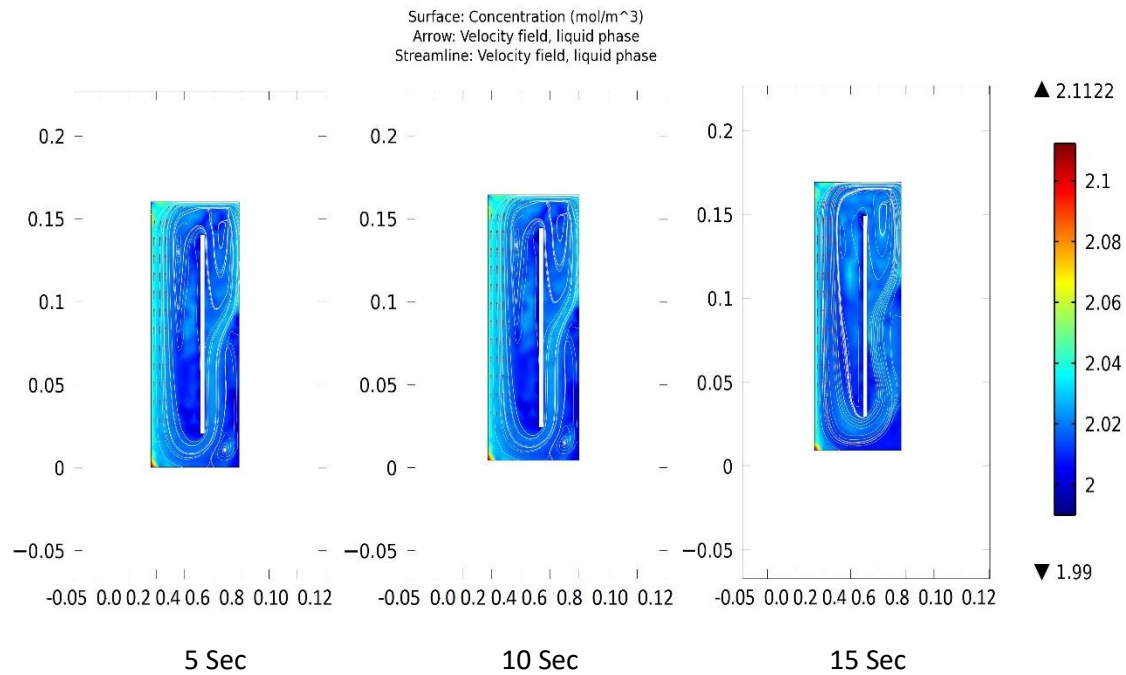 Surface: Concentration (mol/m^3)
Arrow: Velocity field, liquid phase
Streamline: Velocity field, liquid phase
0.2
0.15
0.1
0.05
0
−0.05
-0.05 0.0 0.2 0.4 0.6 0.8 0.10 0.12
5 Sec
0.2
0.15
0.1
0.05
0
−0.05
-0.05 0.0 0.2 0.4 0.6 0.8 0.10 0.12
10 Sec
0.2
0.15
0.1
0.05
0
−0.05
-0.05 0.0 0.2 0.4 0.6 0.8 0.10 0.12
15 Sec
▲ 2.1122
2.1
2.08
2.06
2.04
2.02
2
▼ 1.99